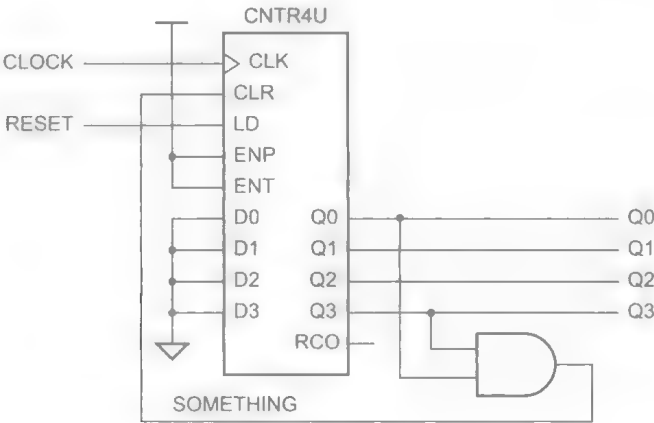 CNTR4U
CLOCK
CLK
CLR
RESET
LD
ENP
ENT
D0 Q0 Q0
D1 Q1 Q1
D2 Q2 Q2
D3 Q3 Q3
RCO
SOMETHING